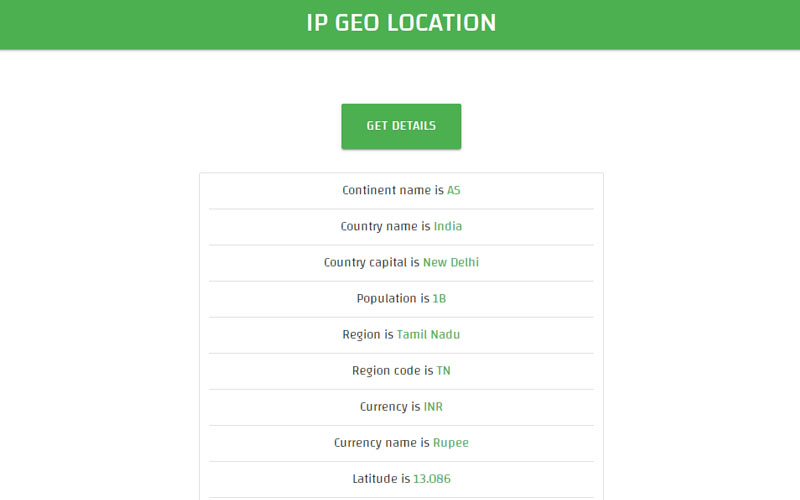 IP GEO LOCATION
GET DETAILS
Continent name is AS
Country name is India
Country capital is New Delhi
Population is 1B
Region is Tamil Nadu
Region code is TN
Currency is INR
Currency name is Rupee
Latitude is 13.086